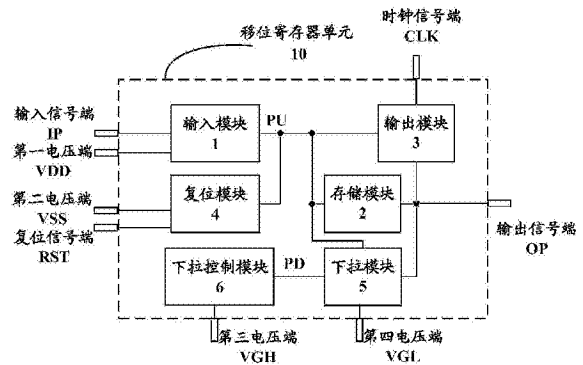 移位寄存器单元
10
时钟信号端
CLK
输入信号端
IP
第一电压端
VDD
输入模块
1
PU
输出模块
3
第二电压端
VSS
复位信号端
RST
复位模块
4
存储模块
2
输出信号端
OP
下拉控制模块
6
PD
下拉模块
5
第三电压端
VGH
第四电压端
VGL